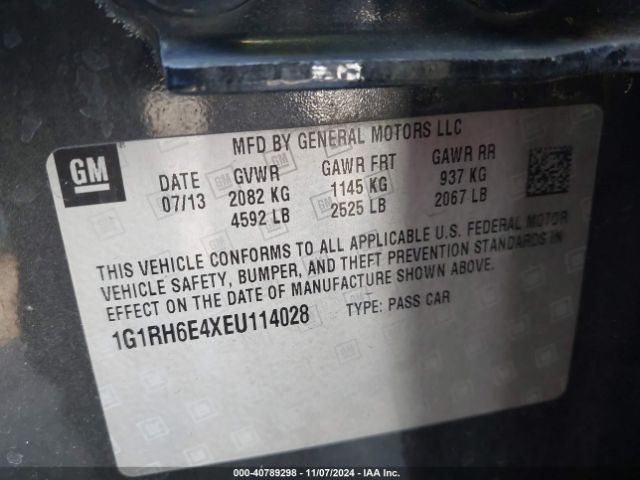 MFD BY GENERAL MOTORS LLC
GM
DATE GVWR GAWR FRT GAWR RR
07/13 2082 KG 1145 KG 937 KG
4592 LB 2525 LB 2067 LB
THIS VEHICLE CONFORMS TO ALL APPLICABLE U.S. FEDERAL MOTOR
VEHICLE SAFETY, BUMPER, AND THEFT PREVENTION STANDARDS IN
EFFECT ON THE DATE OF MANUFACTURE SHOWN ABOVE.
1G1RH6E4XEU114028 TYPE: PASS CAR
000-40789298 - 11/07/2024 - IAA Inc.